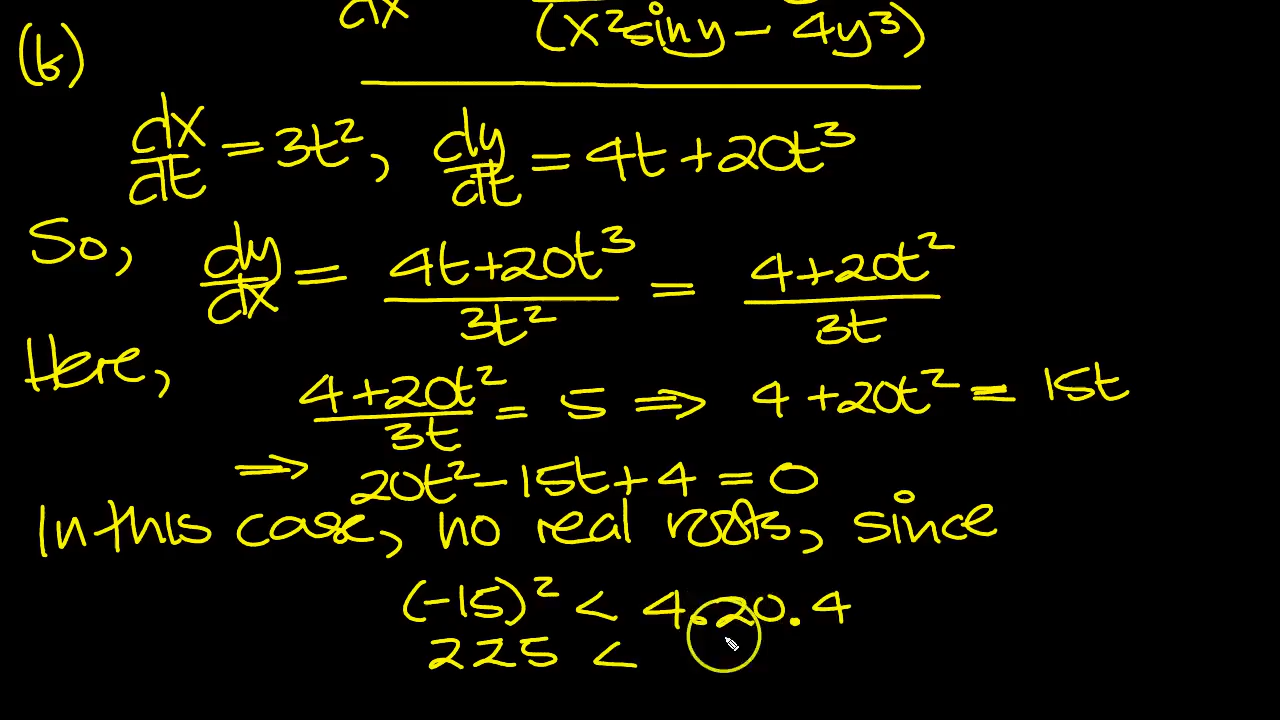 dx (x²siny - 4y³)
(b)
dx/dt = 3t², dy/dt = 4t + 20t³
So, dy/dx = 4t+20t³/3t² = 4+20t²/3t
Here,
4+20t²/3t = 5 ⇒ 4+20t² = 15t
⇒ 20t² - 15t + 4 = 0
In this case, no real roots, since
(-15)² < 4.20.4
225 <